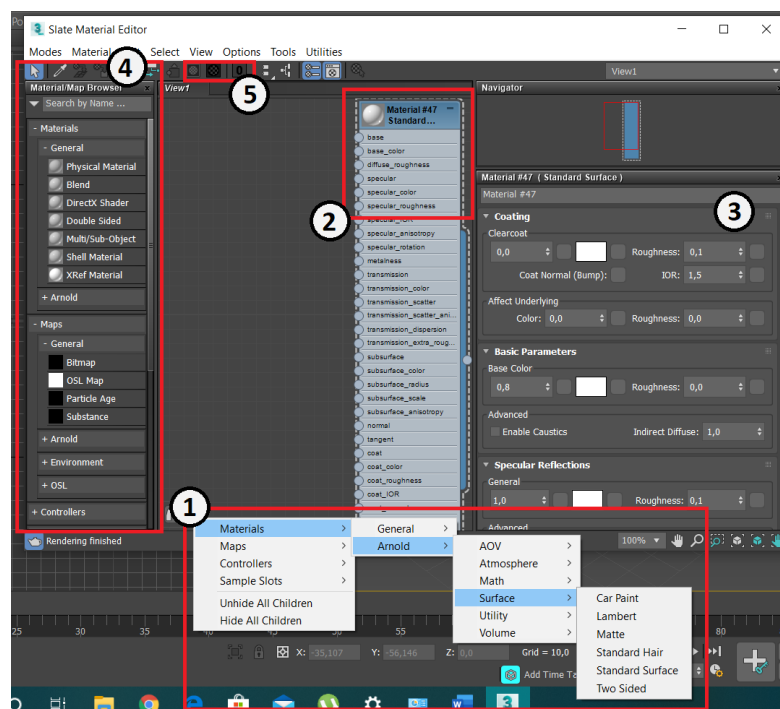 Slate Material Editor
Modes Material Select View Options Tools Utilities
4
5
0
View1
Material/Map Browser
Search by Name ...
- Materials
- General
Physical Material
Blend
DirectX Shader
Double Sided
Multi/Sub-Object
Shell Material
XRef Material
+ Arnold
- Maps
- General
Bitmap
OSL Map
Particle Age
Substance
+ Arnold
+ Environment
+ OSL
+ Controllers
Rendering finished
View1
2
Material #47
Standard...
base
base_color
diffuse_roughness
specular
specular_color
specular_roughness
specular_IOR
specular_anisotropy
specular_rotation
metalness
transmission
transmission_color
transmission_scatter
transmission_scatter_ani...
transmission_dispersion
transmission_extra_roug...
subsurface
subsurface_color
subsurface_radius
subsurface_scale
subsurface_anisotropy
normal
tangent
coat
coat_color
coat_roughness
coat_IOR
Navigator
Material #47 ( Standard Surface )
Material #47
3
Coating
Clearcoat
0,0 Roughness: 0,1
Coat Normal (Bump): IOR: 1,5
Affect Underlying
Color: 0,0 Roughness: 0,0
Basic Parameters
Base Color
0,8 Roughness: 0,0
Advanced
Enable Caustics Indirect Diffuse: 1,0
Specular Reflections
General
1,0 Roughness: 0,1
Advanced
100%
1
Materials
Maps
Controllers
Sample Slots
Unhide All Children
Hide All Children
General
Arnold
AOV
Atmosphere
Math
Surface
Utility
Volume
Car Paint
Lambert
Matte
Standard Hair
Standard Surface
Two Sided
25 30 35 55 80
X: -35,107 Y: -56,146 Z: 0,0 Grid = 10,0
Add Time Ta
3